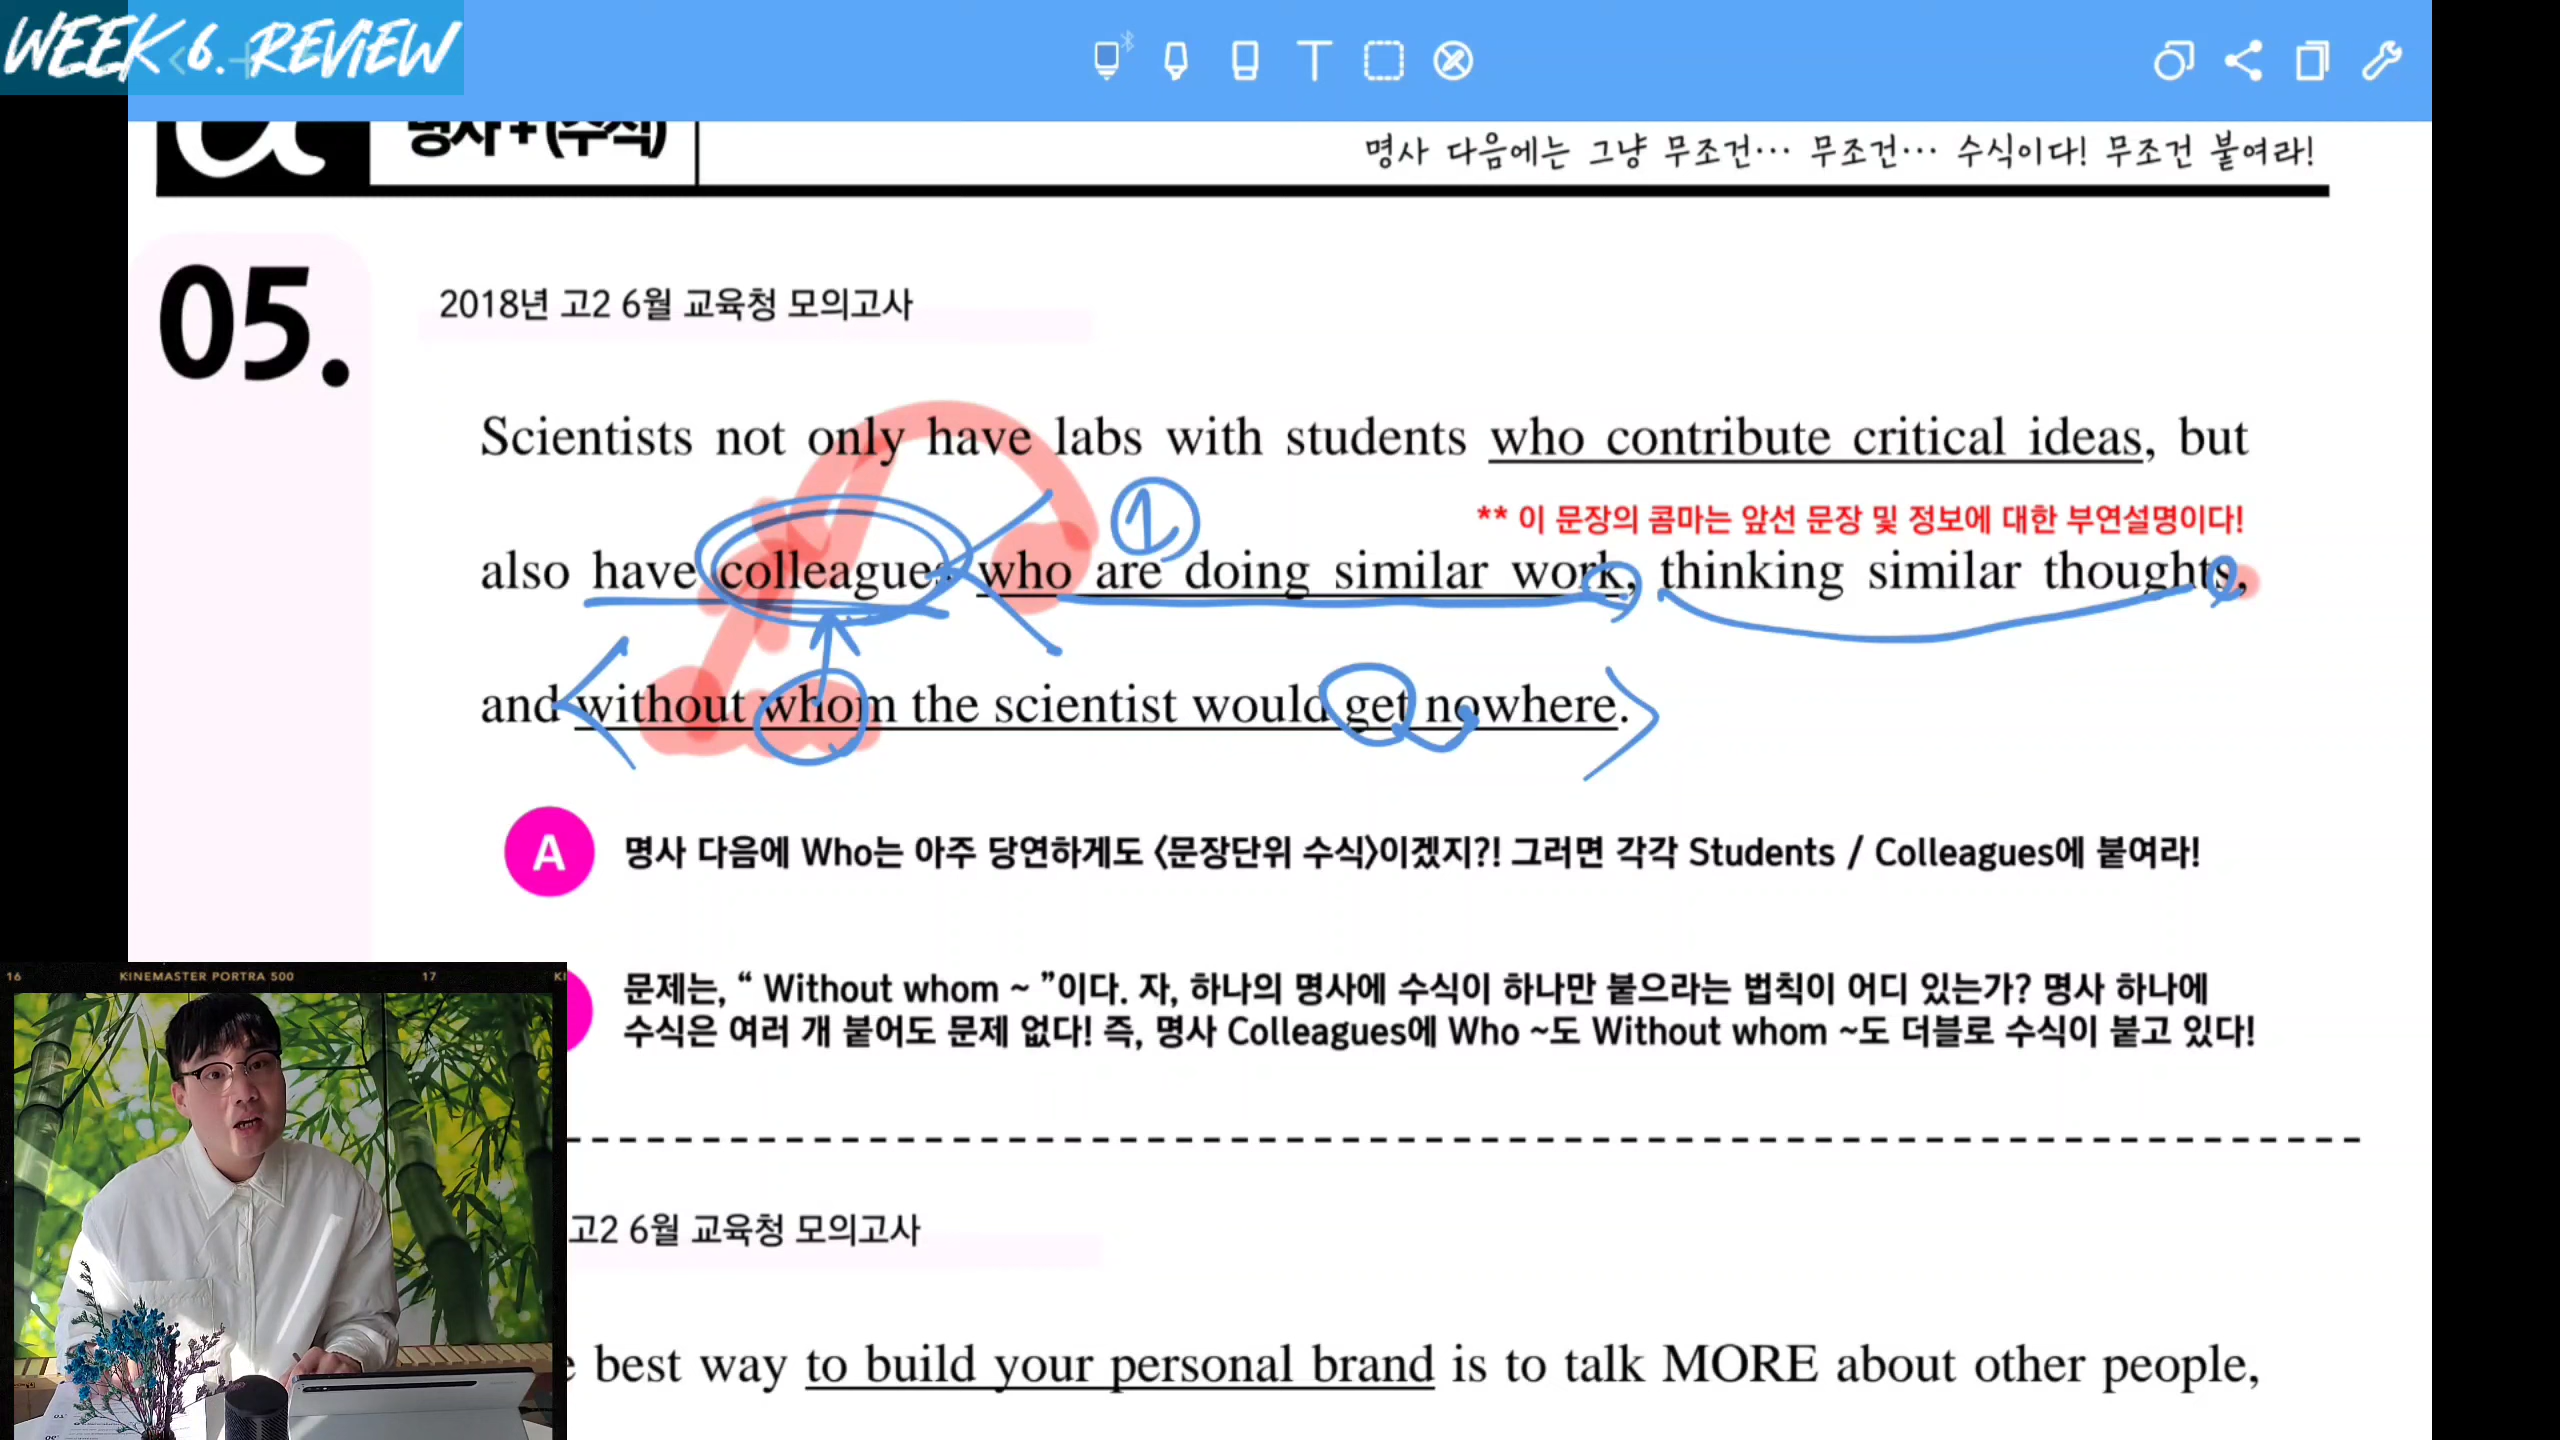 WEEK 6. REVIEW
명사 + (수식)
명사 다음에는 그냥 무조건… 무조건… 수식이다! 무조건 붙여라!
05.
2018년 고2 6월 교육청 모의고사
Scientists not only have labs with students who contribute critical ideas, but
** 이 문장의 콤마는 앞선 문장 및 정보에 대한 부연설명이다!
1
also have colleagues who are doing similar work, thinking similar thoughts,
and without whom the scientist would get nowhere.
A 명사 다음에 Who는 아주 당연하게도 <문장단위 수식>이겠지?! 그러면 각각 Students / Colleagues에 붙여라!
문제는, “ Without whom ~ ”이다. 자, 하나의 명사에 수식이 하나만 붙으라는 법칙이 어디 있는가? 명사 하나에
수식은 여러 개 붙어도 문제 없다! 즉, 명사 Colleagues에 Who ~도 Without whom ~도 더블로 수식이 붙고 있다!
16 KINEMASTER PORTRA 500 17 KI
고2 6월 교육청 모의고사
e best way to build your personal brand is to talk MORE about other people,